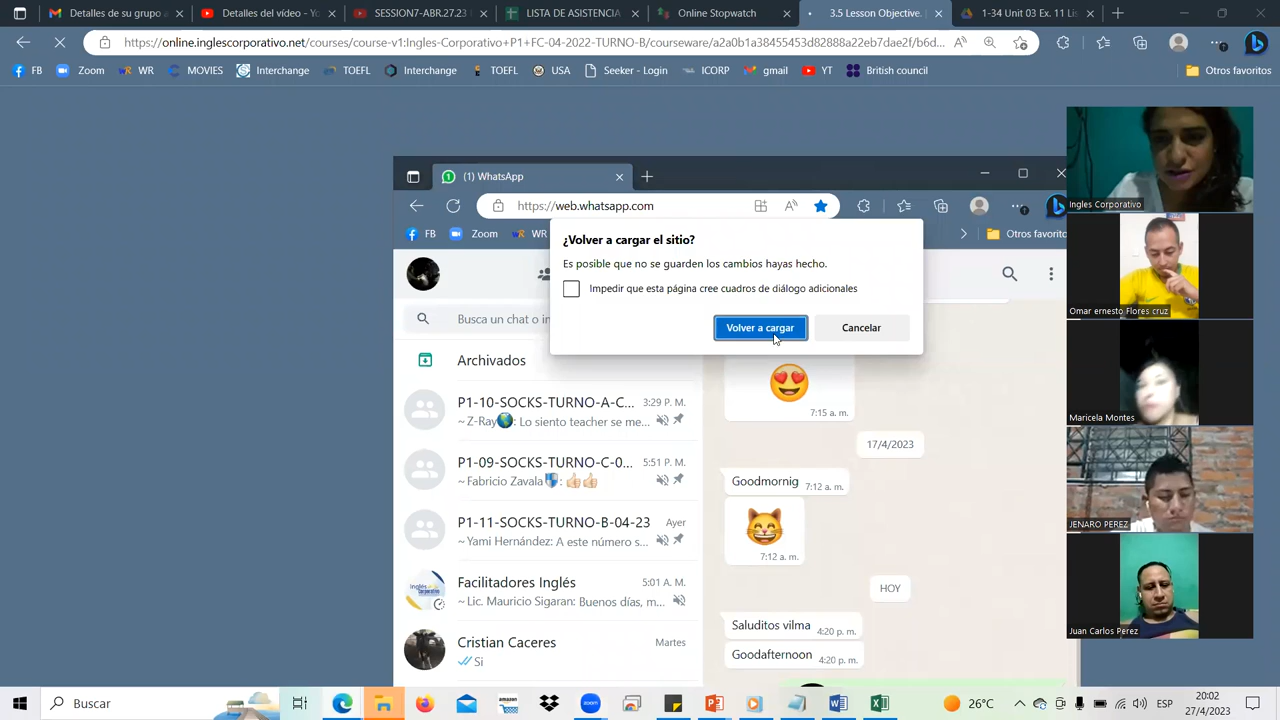 Detalles de su grupo a
Detalles del vídeo - Yo
SESSION7-ABR.27.23
LISTA DE ASISTENCIA
Online Stopwatch
3.5 Lesson Objective.
1-34 Unit 03 Ex. 11 Lis
https://online.inglescorporativo.net/courses/course-v1:Ingles-Corporativo+P1+FC-04-2022-TURNO-B/courseware/a2a0b1a38455453d82888a22eb7dae2f/b6d...
FB
Zoom
WR
MOVIES
Interchange
TOEFL
Interchange
TOEFL
USA
Seeker - Login
ICORP
gmail
YT
British council
Otros favoritos
(1) WhatsApp
https://web.whatsapp.com
FB
Zoom
WR
Otros favorito
¿Volver a cargar el sitio?
Es posible que no se guarden los cambios hayas hecho.
Impedir que esta página cree cuadros de diálogo adicionales
Volver a cargar
Cancelar
Busca un chat o in
Archivados
P1-10-SOCKS-TURNO-A-C... 3:29 P. M.
~Z-Ray🌎: Lo siento teacher se me...
P1-09-SOCKS-TURNO-C-0... 5:51 P. M.
~Fabricio Zavala🛡️: 👍🏻👍🏻
P1-11-SOCKS-TURNO-B-04-23 Ayer
~Yami Hernández: A este número s...
Facilitadores Inglés 5:01 A. M.
~Lic. Mauricio Sigaran: Buenos días, m...
Cristian Caceres Martes
Si
😍
7:15 a. m.
17/4/2023
Goodmornig 7:12 a. m.
😸
7:12 a. m.
HOY
Saluditos vilma 4:20 p. m.
Goodafternoon 4:20 p. m.
Ingles Corporativo
Omar ernesto Flores cruz
Maricela Montes
JENARO PEREZ
Juan Carlos Perez
Buscar
26°C
ESP
20:02
27/4/2023